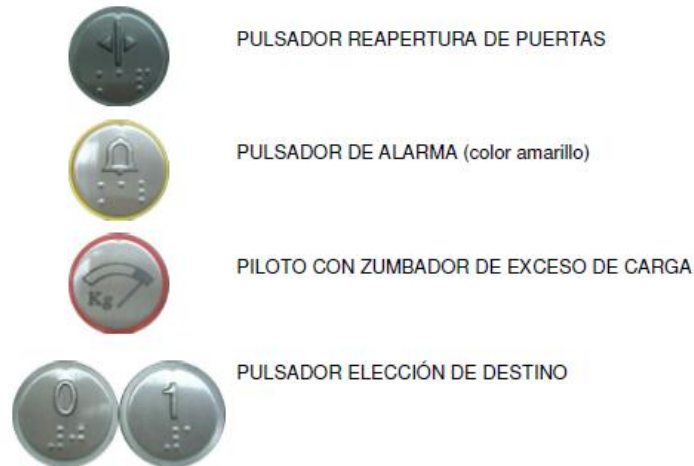 PULSADOR REAPERTURA DE PUERTAS
PULSADOR DE ALARMA (color amarillo)
Kg
PILOTO CON ZUMBADOR DE EXCESO DE CARGA
0 1
PULSADOR ELECCIÓN DE DESTINO